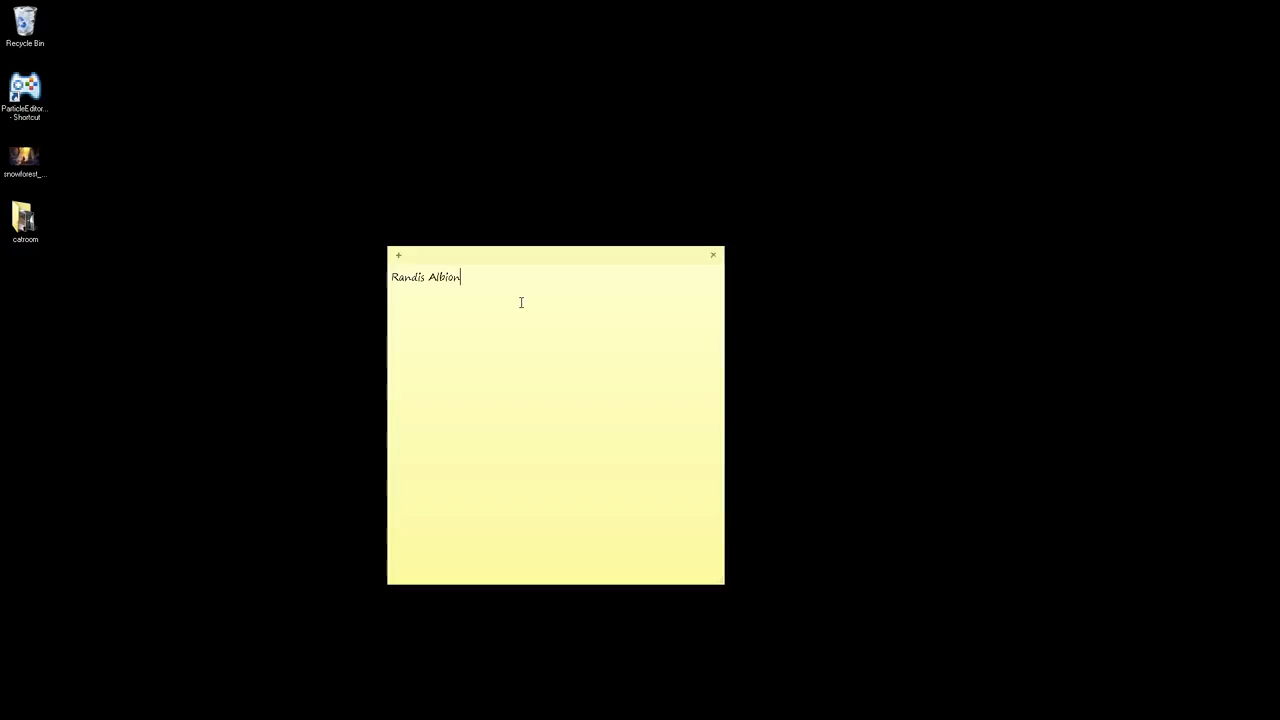 Recycle Bin
ParticleEditor...
- Shortcut
snowforest_...
catroom
+
×
Randis Albion